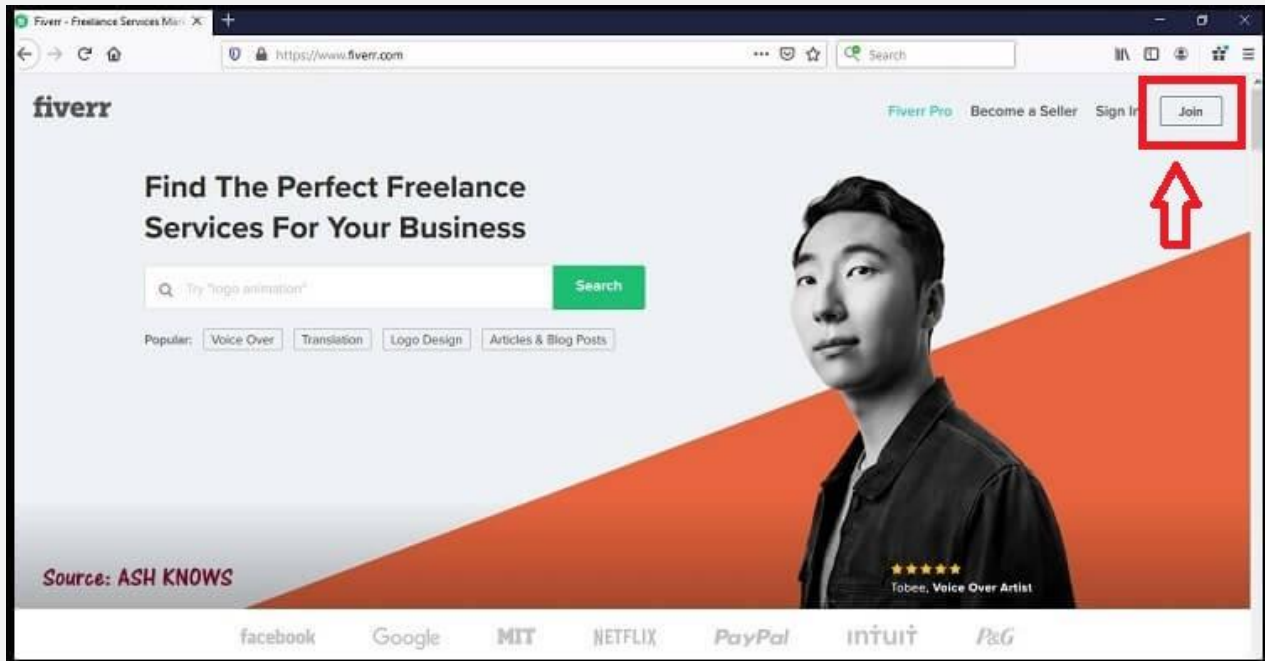 Fiverr - Freelance Services Mar
https://www.fiverr.com
Search
fiverr
Fiverr Pro Become a Seller Sign In Join
Find The Perfect Freelance
Services For Your Business
Try "logo animation"
Search
Popular: Voice Over Translation Logo Design Articles & Blog Posts
Source: ASH KNOWS
Tobee, Voice Over Artist
facebook Google MIT NETFLIX PayPal intuit P&G